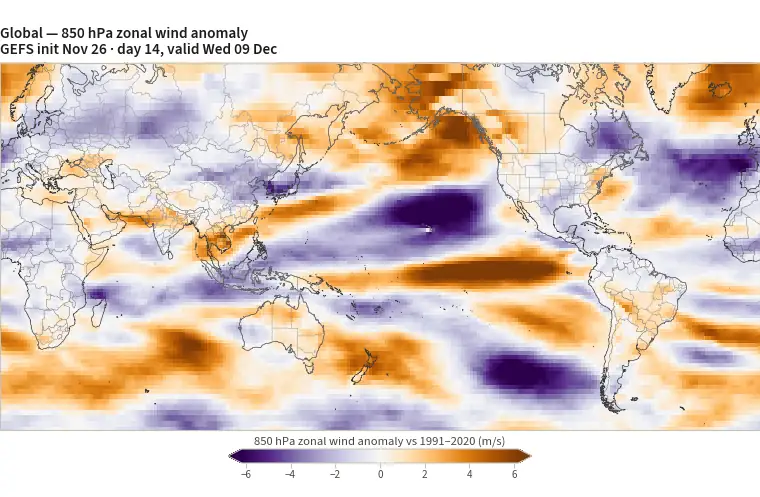 Global — 850 hPa zonal wind anomaly
GEFS init Nov 26 · day 14, valid Wed 09 Dec
850 hPa zonal wind anomaly vs 1991–2020 (m/s)
−6 −4 −2 0 2 4 6